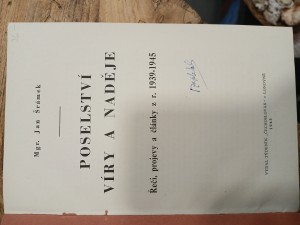 Mgr. Jan Šrámek
POSELSTVÍ
VÍRY A NADĚJE
Řeči, projevy a články z r. 1939-1945